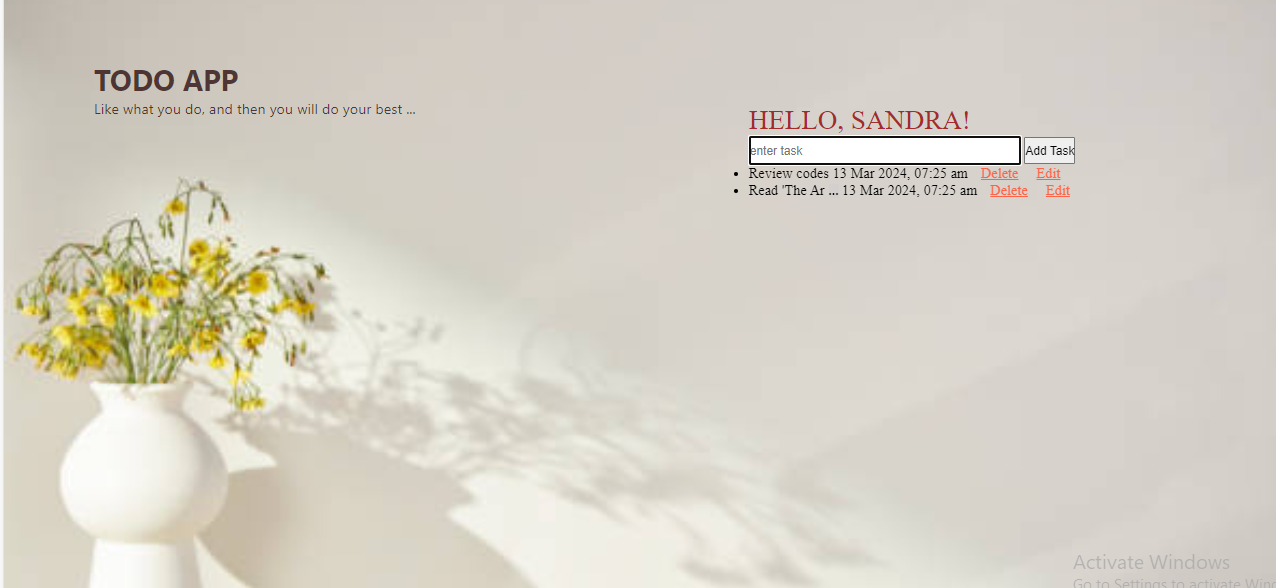 TODO APP
Like what you do, and then you will do your best ...
HELLO, SANDRA!
enter task Add Task
Review codes 13 Mar 2024, 07:25 am Delete Edit
Read 'The Ar ... 13 Mar 2024, 07:25 am Delete Edit
Activate Windows
Go to Settings to activate